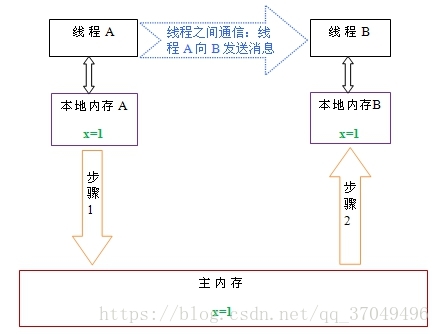 线程 A
线程之间通信：线
程 A 向 B 发送消息
线程 B
本地内存 A
x=1
本地内存B
x=1
步骤1
步骤2
主内存
x=1
https://blog.csdn.net/qq_37049496